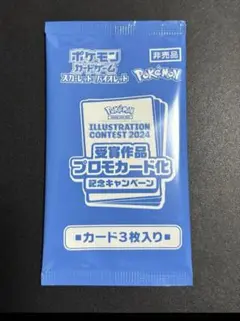 ポケモン
カードゲーム
スカーレット&バイオレット
非売品
Pokémon
Pokémon
ILLUSTRATION
CONTEST 2024
受賞作品
プロモカード化
記念キャンペーン
■カード3枚入り■